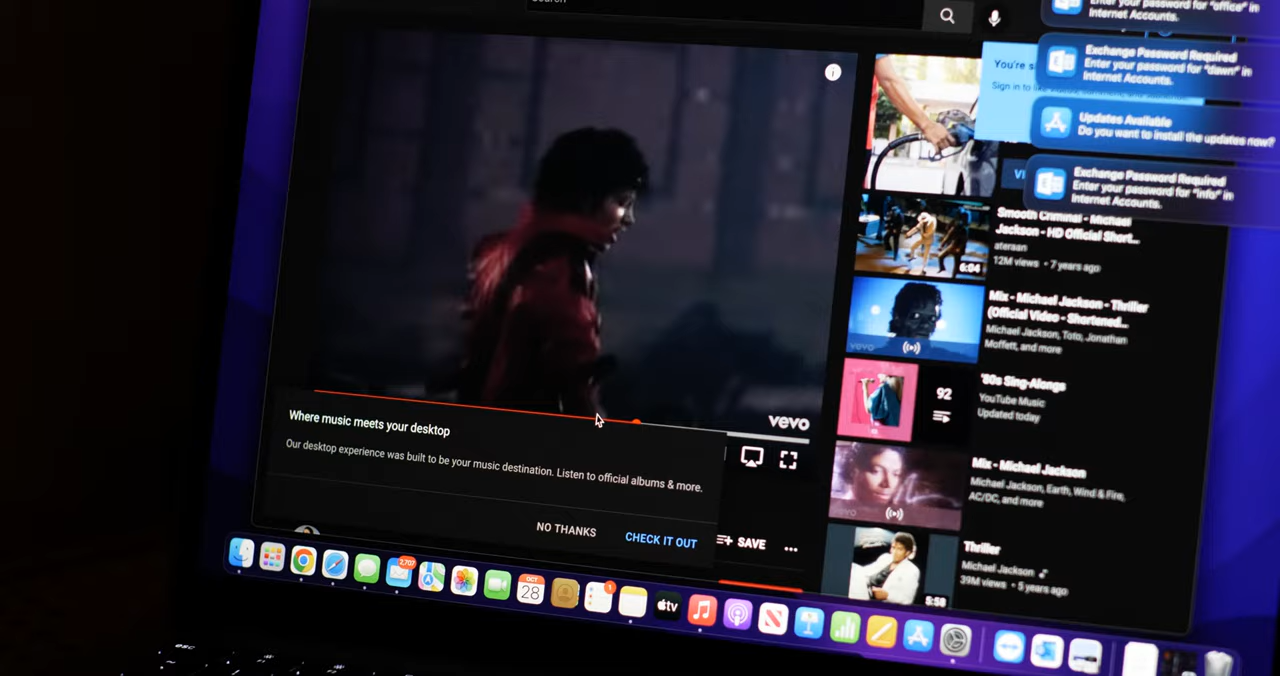 Search
Enter your password for "office" in
Internet Accounts.
Exchange Password Required
Enter your password for "dawn" in
Internet Accounts.
Updates Available
Do you want to install the updates now?
Exchange Password Required
Enter your password for "info" in
Internet Accounts.
You're s
Sign in to
VI
Smooth Criminal - Michael
Jackson - HD Official Short...
ateraan
12M views • 7 years ago
6:04
Mix - Michael Jackson - Thriller
(Official Video - Shortened...
Michael Jackson, Toto, Jonathan
Moffett, and more
vevo
'80s Sing-Alongs
YouTube Music
Updated today
92
Mix - Michael Jackson
Michael Jackson, Earth, Wind & Fire,
AC/DC, and more
vevo
Thriller
Michael Jackson
39M views • 5 years ago
5:58
vevo
Where music meets your desktop
Our desktop experience was built to be your music destination. Listen to official albums & more.
NO THANKS
CHECK IT OUT
SAVE
2,707
OCT
28
1
tv
esc